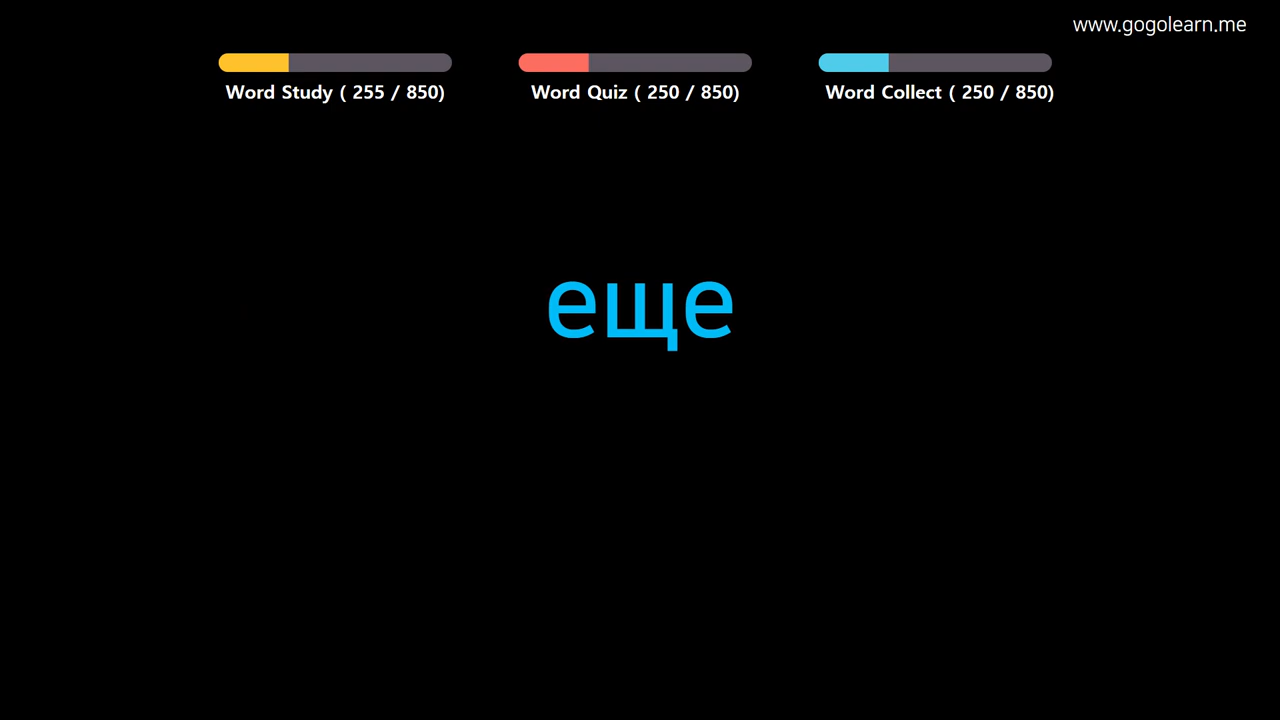 www.gogolearn.me
Word Study ( 255 / 850)
Word Quiz ( 250 / 850)
Word Collect ( 250 / 850)
еще